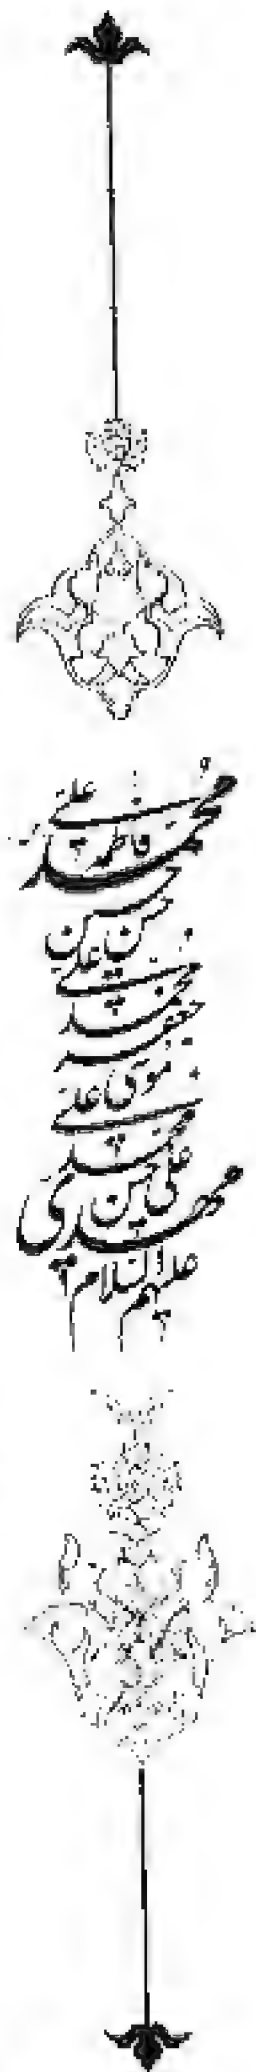 محمد علی
فاطمه
حسن
حسین علی
محمد
جعفر
موسی علی
محمد
علی حسن
مهدی
علیهم السلام